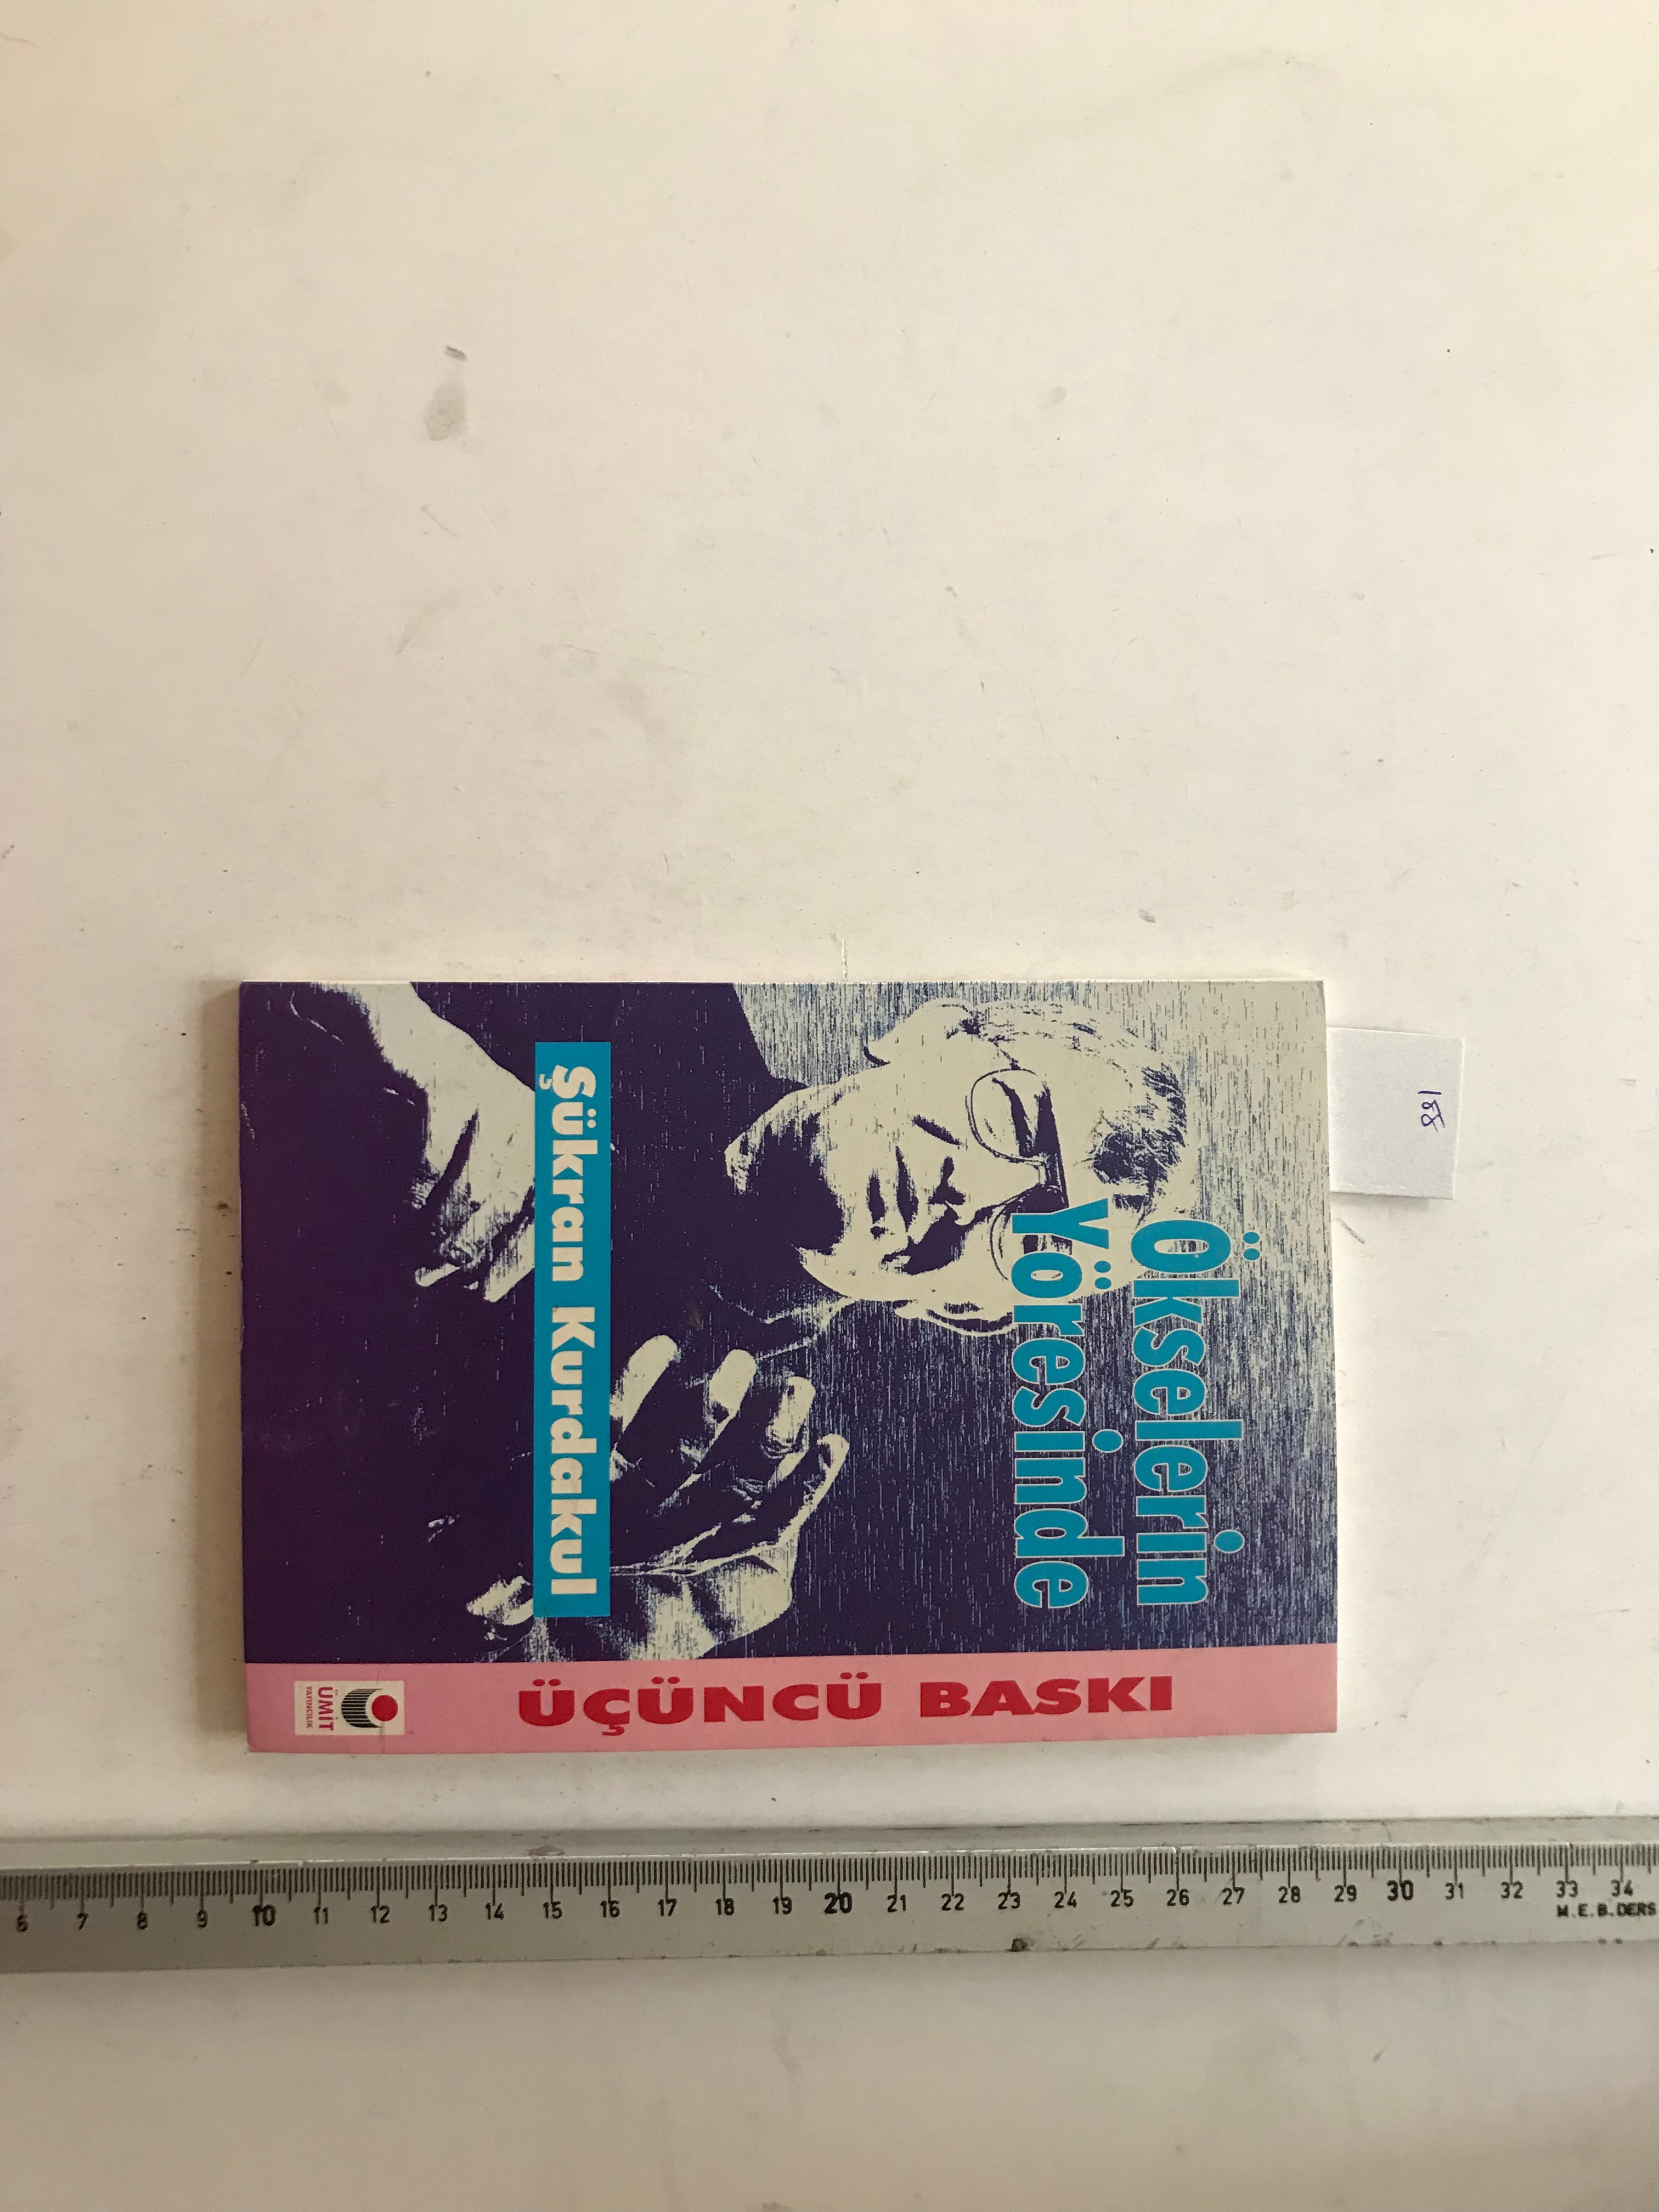 Ökselerin
Yöresinde
Şükran Kurdakul
ÜÇÜNCÜ BASKI
ÜMİT
YAYINCILIK
6 7 8 9 10 11 12 13 14 15 16 17 18 19 20 21 22 23 24 25 26 27 28 29 30 31 32 33 34
M.E.B.DERS